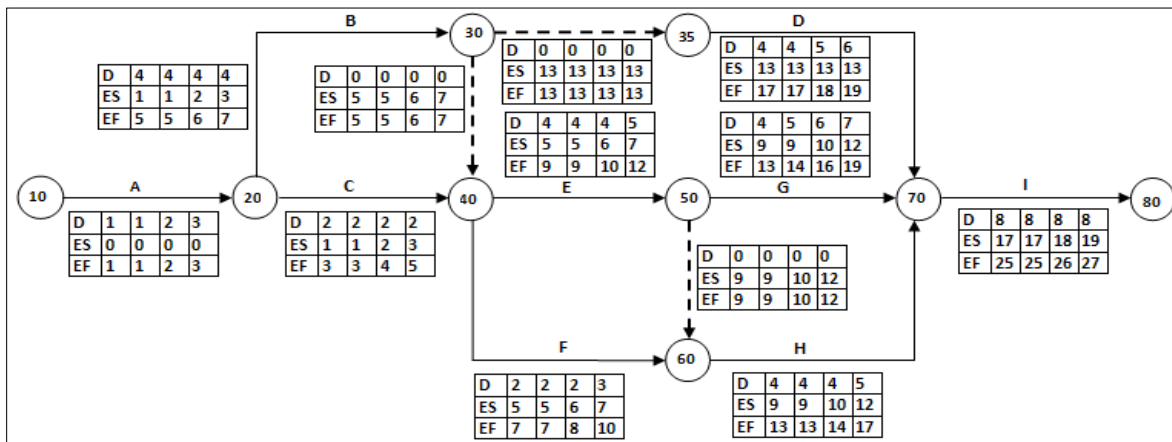 B
30
35
D
D 4 4 4 4
ES 1 1 2 3
EF 5 5 6 7
D 0 0 0 0
ES 5 5 6 7
EF 5 5 6 7
D 0 0 0 0
ES 13 13 13 13
EF 13 13 13 13
D 4 4 5 6
ES 13 13 13 13
EF 17 17 18 19
D 4 4 4 5
ES 5 5 6 7
EF 9 9 10 12
D 4 5 6 7
ES 9 9 10 12
EF 13 14 16 19
10
A
20
C
40
E
50
G
70
I
80
D 1 1 2 3
ES 0 0 0 0
EF 1 1 2 3
D 2 2 2 2
ES 1 1 2 3
EF 3 3 4 5
D 8 8 8 8
ES 17 17 18 19
EF 25 25 26 27
D 0 0 0 0
ES 9 9 10 12
EF 9 9 10 12
F
60
H
D 2 2 2 3
ES 5 5 6 7
EF 7 7 8 10
D 4 4 4 5
ES 9 9 10 12
EF 13 13 14 17